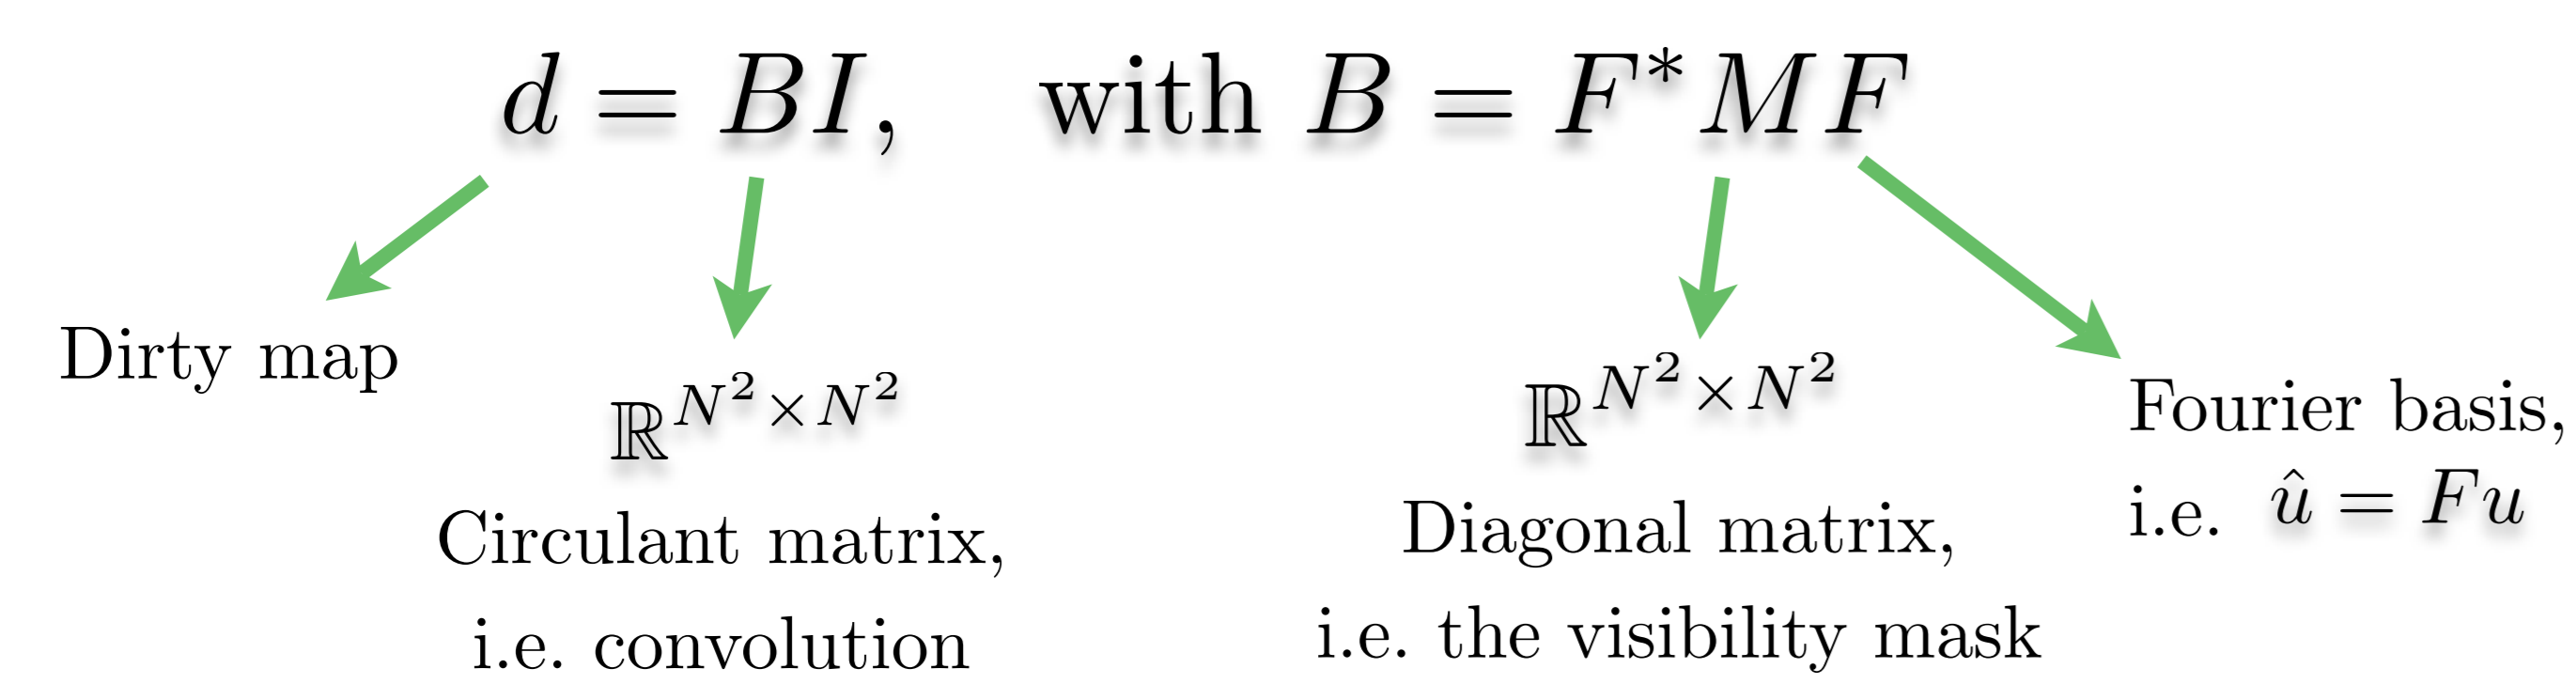 d = BI, with B = F*MF
Dirty map
ℝ^{N²×N²}
Circulant matrix,
i.e. convolution
ℝ^{N²×N²}
Diagonal matrix,
i.e. the visibility mask
Fourier basis,
i.e. û = Fu